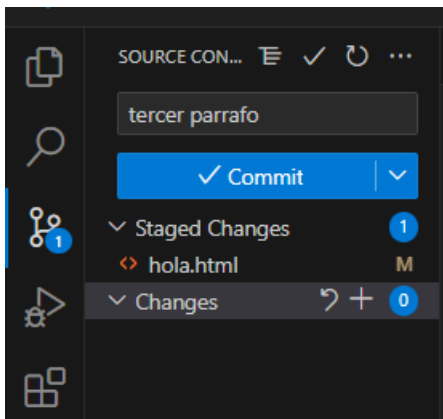 SOURCE CON...
tercer parrafo
Commit
Staged Changes 1
<> hola.html M
1
Changes 0